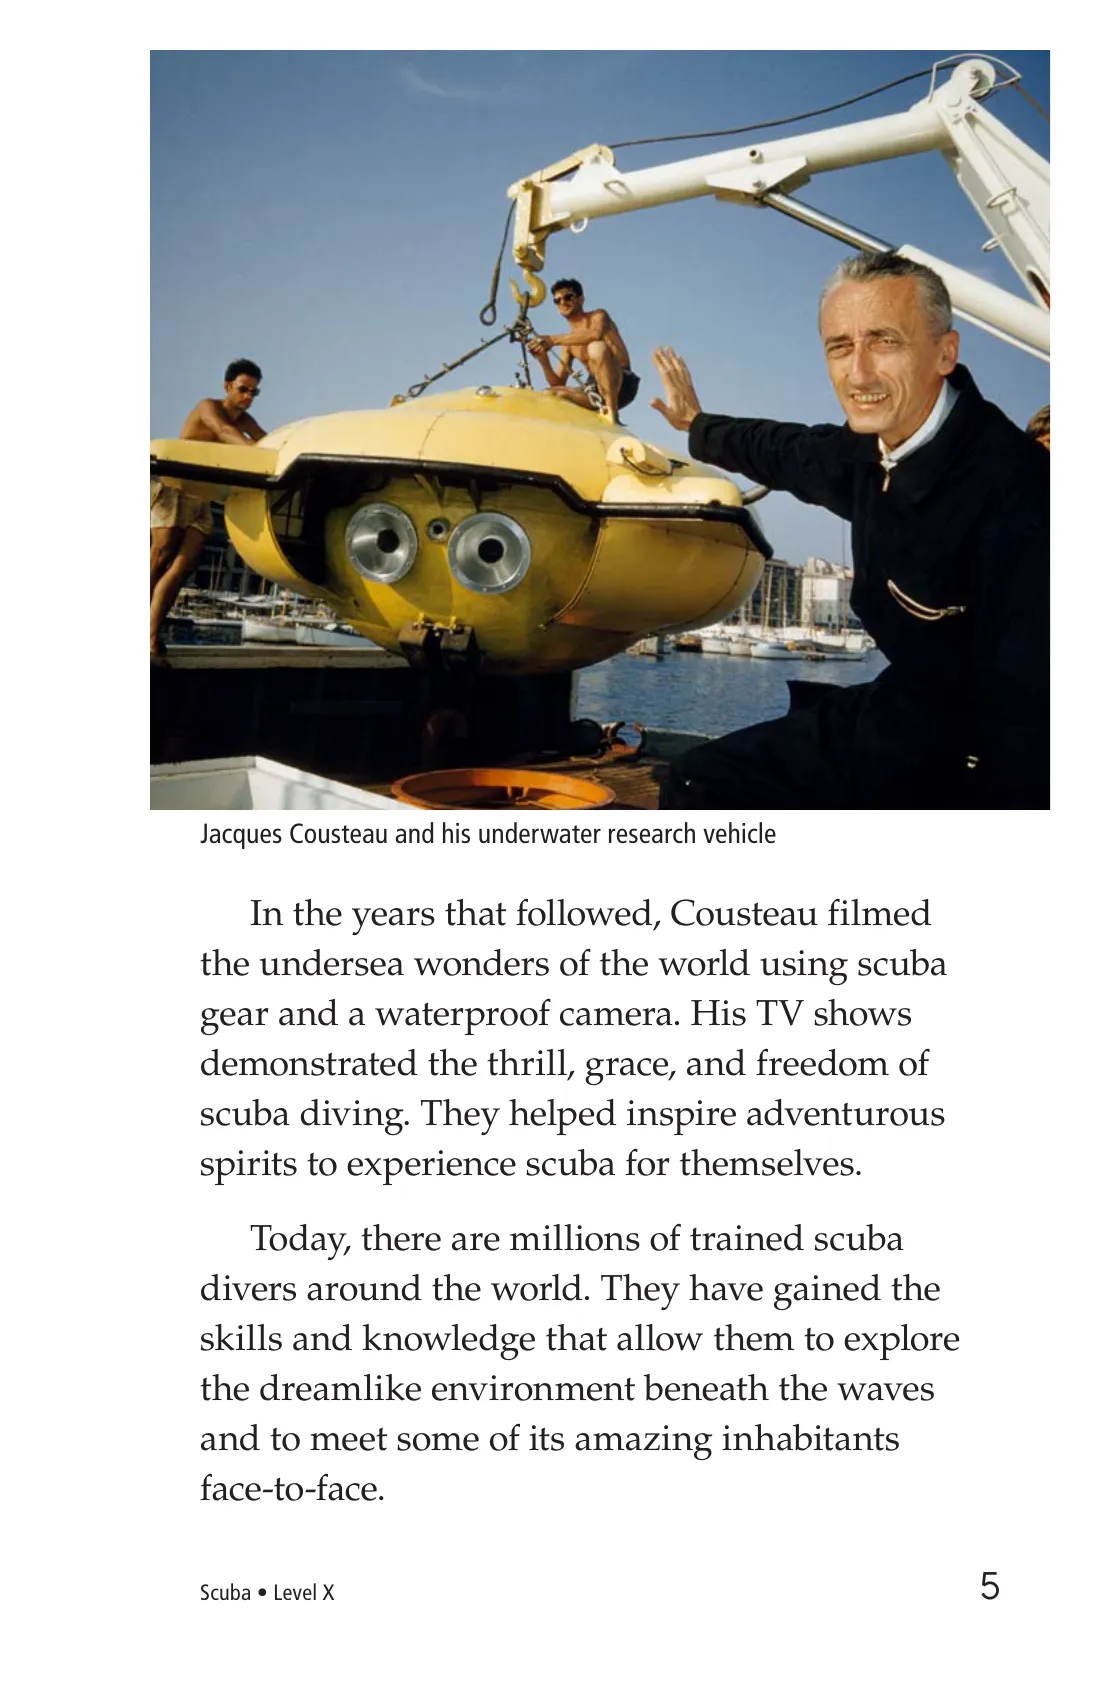 Jacques Cousteau and his underwater research vehicle
In the years that followed, Cousteau filmed
the undersea wonders of the world using scuba
gear and a waterproof camera. His TV shows
demonstrated the thrill, grace, and freedom of
scuba diving. They helped inspire adventurous
spirits to experience scuba for themselves.
Today, there are millions of trained scuba
divers around the world. They have gained the
skills and knowledge that allow them to explore
the dreamlike environment beneath the waves
and to meet some of its amazing inhabitants
face-to-face.
Scuba • Level X 5